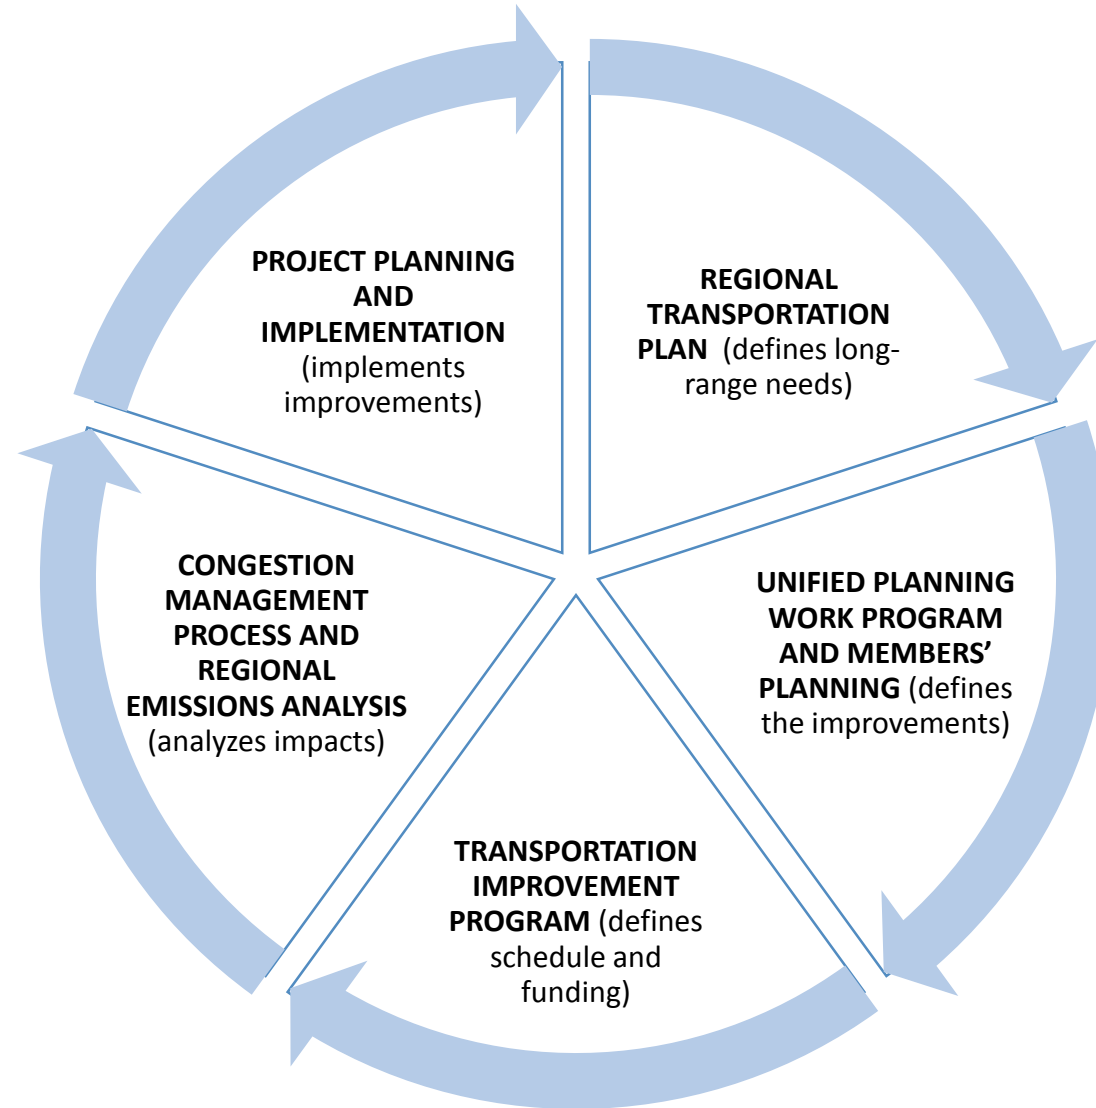 PROJECT PLANNING
AND
IMPLEMENTATION
(implements
improvements)
REGIONAL
TRANSPORTATION
PLAN (defines long-
range needs)
UNIFIED PLANNING
WORK PROGRAM
AND MEMBERS’
PLANNING (defines
the improvements)
TRANSPORTATION
IMPROVEMENT
PROGRAM (defines
schedule and
funding)
CONGESTION
MANAGEMENT
PROCESS AND
REGIONAL
EMISSIONS ANALYSIS
(analyzes impacts)